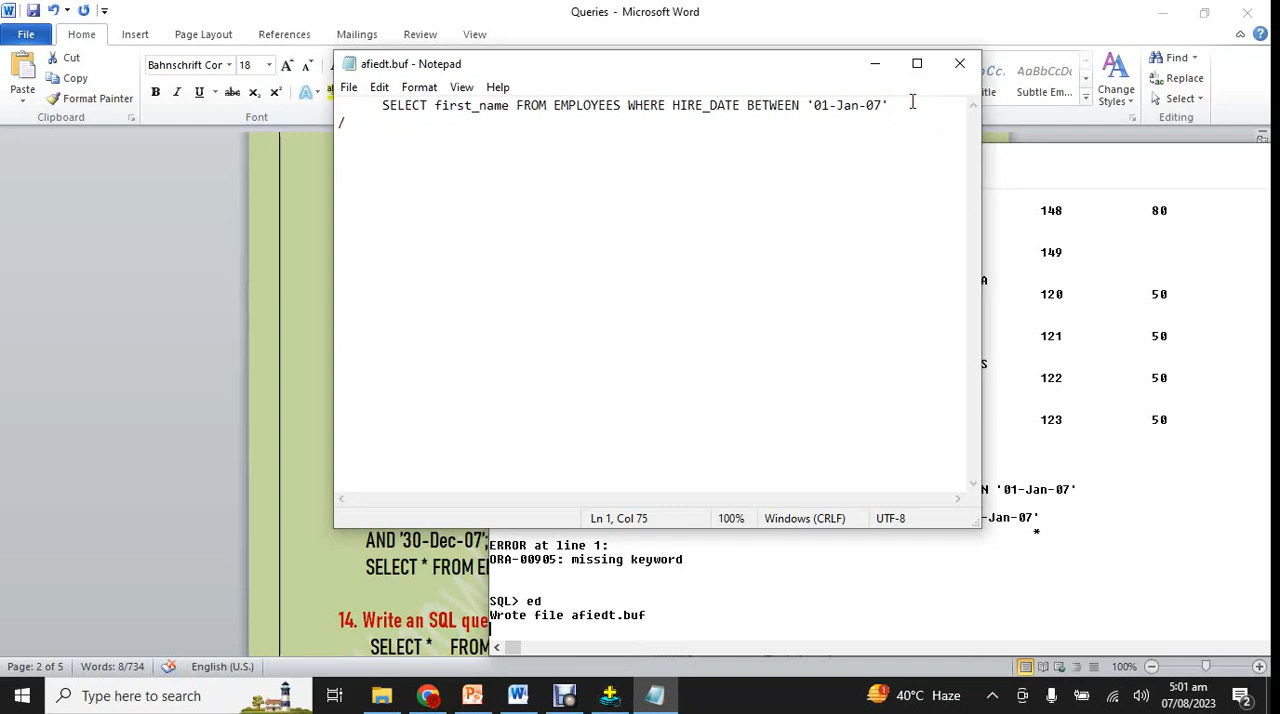 Queries - Microsoft Word
File Home Insert Page Layout References Mailings Review View
Paste
Cut
Copy
Format Painter
Clipboard
Bahnschrift Cor 18
Font
afiedt.buf - Notepad
File Edit Format View Help
SELECT first_name FROM EMPLOYEES WHERE HIRE_DATE BETWEEN '01-Jan-07'
/
Ln 1, Col 75 100% Windows (CRLF) UTF-8
Cc. AaBbCcDc
itle Subtle Em...
Change
Styles
Find
Replace
Select
Editing
148 80
149
A
120 50
121 50
S
122 50
123 50
N '01-Jan-07'
-Jan-07'
*
ERROR at line 1:
ORA-00905: missing keyword
SQL> ed
Wrote file afiedt.buf
AND '30-Dec-07';
SELECT * FROM E
14. Write an SQL que
SELECT * FROM
Page: 2 of 5 Words: 8/734 English (U.S.) 100%
Type here to search
40°C Haze
5:01 am
07/08/2023
2